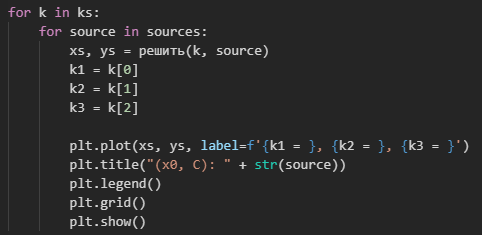 for k in ks:
    for source in sources:
        xs, ys = решить(k, source)
        k1 = k[0]
        k2 = k[1]
        k3 = k[2]

        plt.plot(xs, ys, label=f'{k1 = }, {k2 = }, {k3 = }')
        plt.title("(x0, C): " + str(source))
        plt.legend()
        plt.grid()
        plt.show()